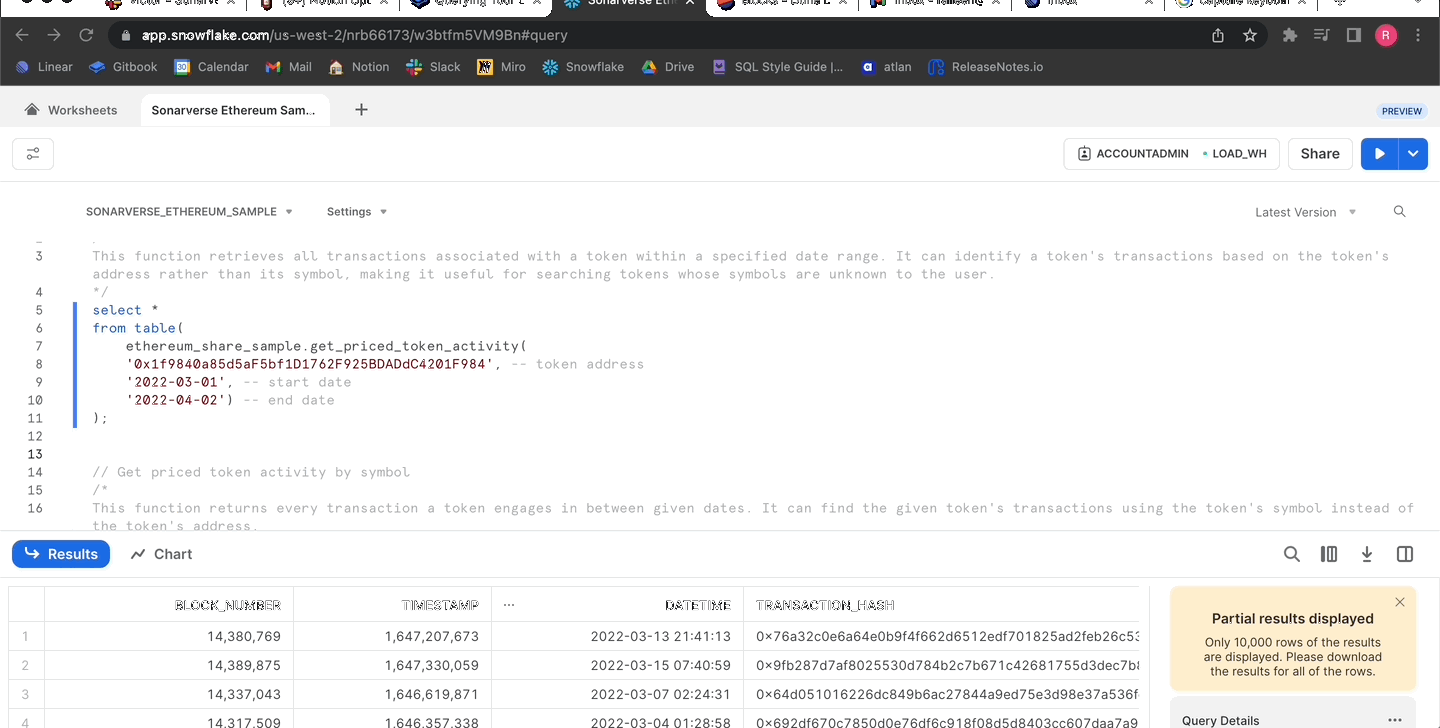 app.snowflake.com/us-west-2/nrb66173/w3btfm5VM9Bn#query
R
Linear Gitbook Calendar Mail Notion Slack Miro Snowflake Drive SQL Style Guide |... atlan ReleaseNotes.io
Worksheets Sonarverse Ethereum Sam... +
PREVIEW
ACCOUNTADMIN LOAD_WH Share
SONARVERSE_ETHEREUM_SAMPLE Settings Latest Version
3 This function retrieves all transactions associated with a token within a specified date range. It can identify a token's transactions based on the token's
address rather than its symbol, making it useful for searching tokens whose symbols are unknown to the user.
4 */
5 select *
6 from table(
7 ethereum_share_sample.get_priced_token_activity(
8 '0x1f9840a85d5aF5bf1D1762F925BDADdC4201F984', -- token address
9 '2022-03-01', -- start date
10 '2022-04-02') -- end date
11 );
12
13
14 // Get priced token activity by symbol
15 /*
16 This function returns every transaction a token engages in between given dates. It can find the given token's transactions using the token's symbol instead of
the token's address.
Results Chart
BLOCK_NUMBER TIMESTAMP ... DATETIME TRANSACTION_HASH
1 14,380,769 1,647,207,673 2022-03-13 21:41:13 0x76a32c0e6a64e0b9f4f662d6512edf701825ad2feb26c53
2 14,389,875 1,647,330,059 2022-03-15 07:40:59 0x9fb287d7af8025530d784b2c7b671c42681755d3dec7b8
3 14,337,043 1,646,619,871 2022-03-07 02:24:31 0x64d051016226dc849b6ac27844a9ed75e3d98e37a536f
4 14,317,509 1,646,357,338 2022-03-04 01:28:58 0x692df670c7850d0e76df6c918f08d5d8403cc607daa7a9
Partial results displayed
Only 10,000 rows of the results
are displayed. Please download
the results for all of the rows.
Query Details ...